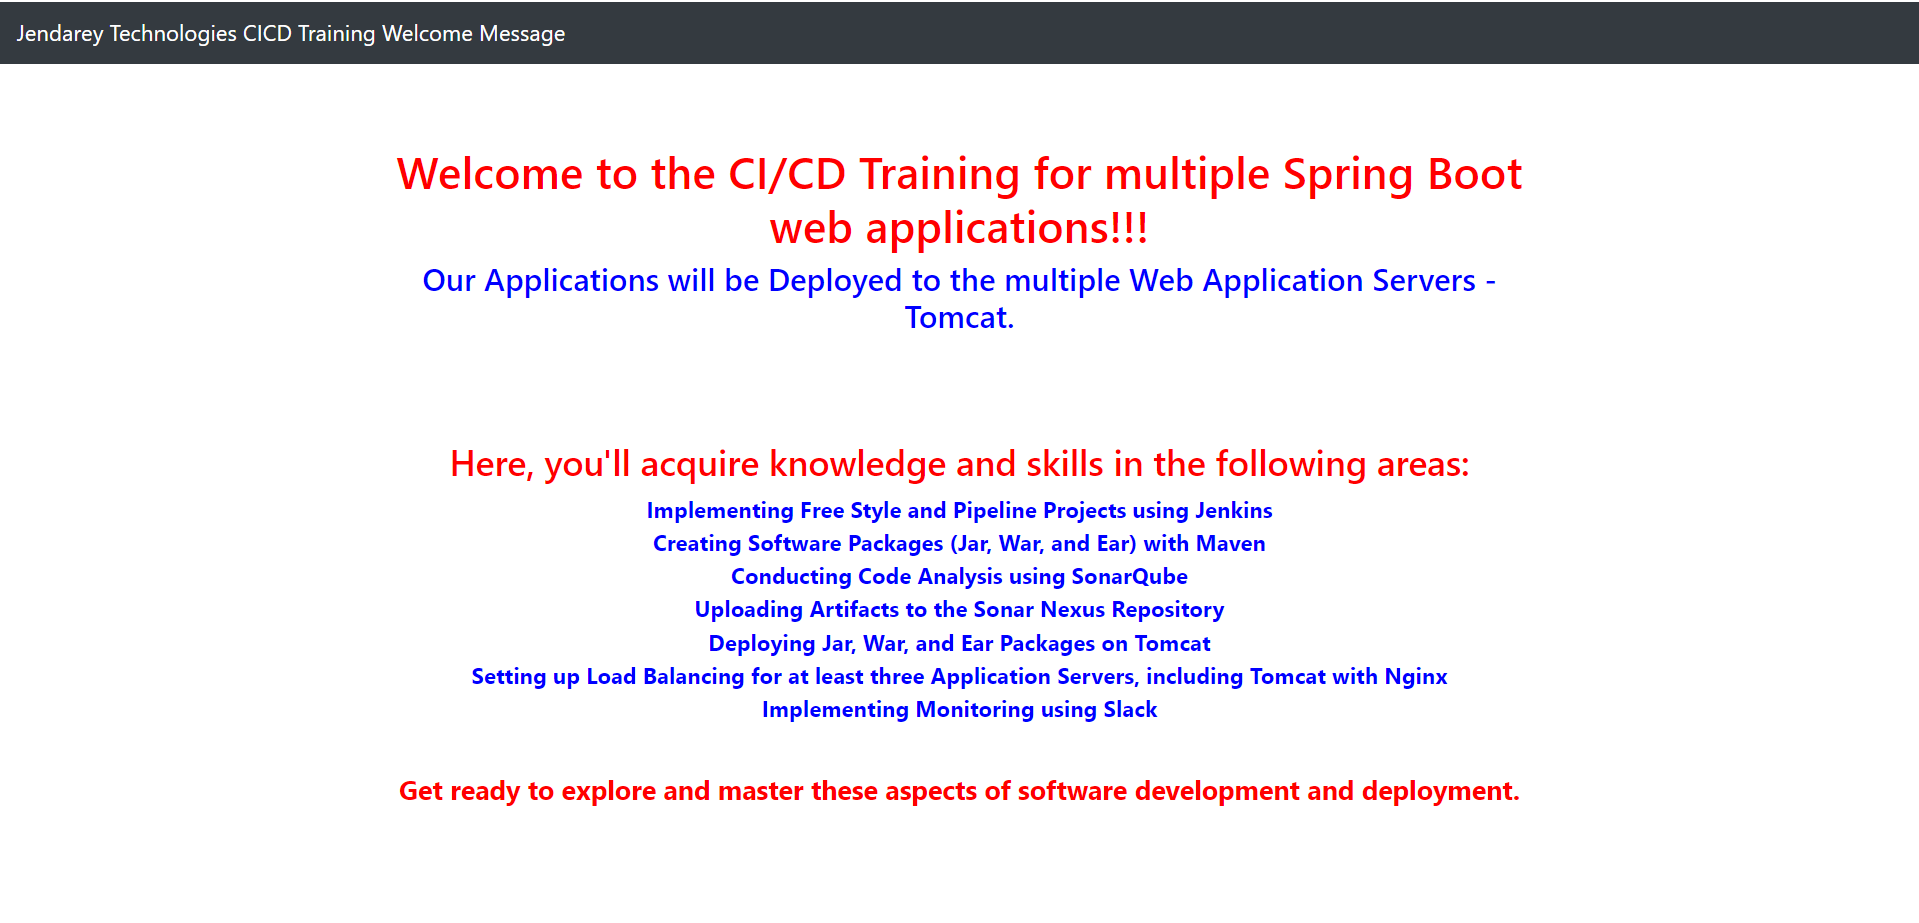 Jendarey Technologies CICD Training Welcome Message
Welcome to the CI/CD Training for multiple Spring Boot
web applications!!!
Our Applications will be Deployed to the multiple Web Application Servers -
Tomcat.
Here, you'll acquire knowledge and skills in the following areas:
Implementing Free Style and Pipeline Projects using Jenkins
Creating Software Packages (Jar, War, and Ear) with Maven
Conducting Code Analysis using SonarQube
Uploading Artifacts to the Sonar Nexus Repository
Deploying Jar, War, and Ear Packages on Tomcat
Setting up Load Balancing for at least three Application Servers, including Tomcat with Nginx
Implementing Monitoring using Slack
Get ready to explore and master these aspects of software development and deployment.